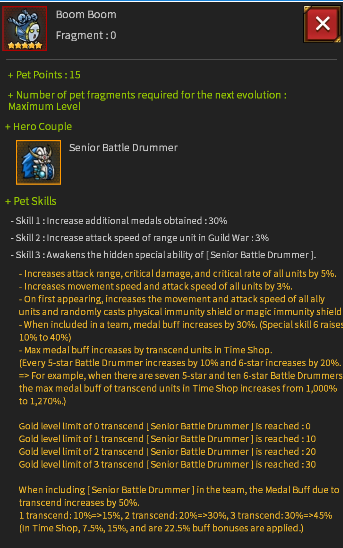 Boom Boom
Fragment : 0
+ Pet Points : 15
+ Number of pet fragments required for the next evolution :
Maximum Level
+ Hero Couple
Senior Battle Drummer
+ Pet Skills
- Skill 1 : Increase additional medals obtained : 30%
- Skill 2 : Increase attack speed of range unit in Guild War : 3%
- Skill 3 : Awakens the hidden special ability of [ Senior Battle Drummer ].
- Increases attack range, critical damage, and critical rate of all units by 5%.
- Increases movement speed and attack speed of all units by 3%.
- On first appearing, increases the movement and attack speed of all ally
units and randomly casts physical immunity shield or magic immunity shield
- When included in a team, medal buff increases by 30%. (Special skill 6 raises
10% to 40%)
- Max medal buff increases by transcend units in Time Shop.
(Every 5-star Battle Drummer increases by 10% and 6-star increases by 20%.
=> For example, when there are seven 5-star and ten 6-star Battle Drummers
the max medal buff of transcend units in Time Shop increases from 1,000%
to 1,270%.)
Gold level limit of 0 transcend [ Senior Battle Drummer ] is reached : 0
Gold level limit of 1 transcend [ Senior Battle Drummer ] is reached : 10
Gold level limit of 2 transcend [ Senior Battle Drummer ] is reached : 20
Gold level limit of 3 transcend [ Senior Battle Drummer ] is reached : 30
When including [ Senior Battle Drummer ] in the team, the Medal Buff due to
transcend increases by 50%.
1 transcend: 10%=>15%, 2 transcend: 20%=>30%, 3 transcend: 30%=>45%
(In Time Shop, 7.5%, 15%, and are 22.5% buff bonuses are applied.)